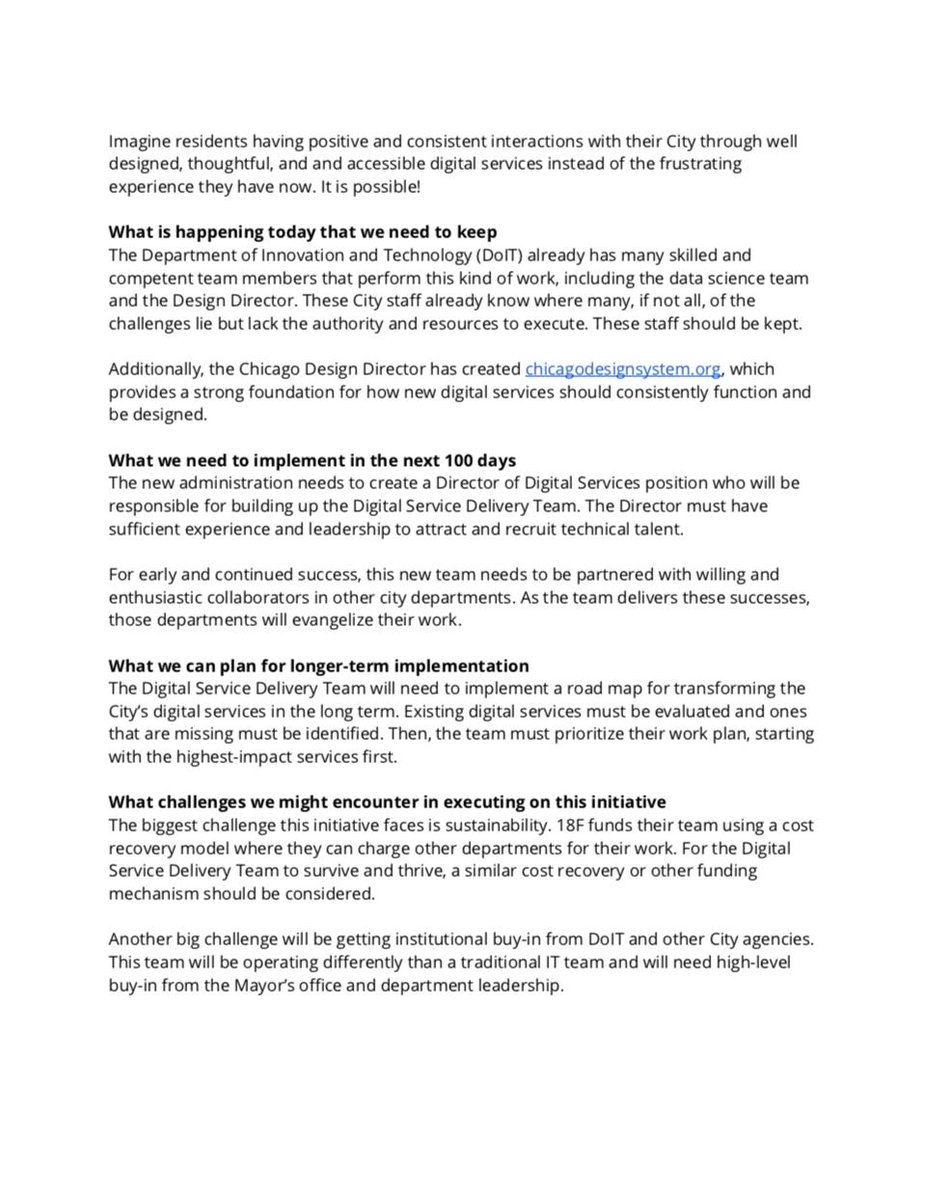 Imagine residents having positive and consistent interactions with their City through well
designed, thoughtful, and and accessible digital services instead of the frustrating
experience they have now. It is possible!
What is happening today that we need to keep
The Department of Innovation and Technology (DoIT) already has many skilled and
competent team members that perform this kind of work, including the data science team
and the Design Director. These City staff already know where many, if not all, of the
challenges lie but lack the authority and resources to execute. These staff should be kept.
Additionally, the Chicago Design Director has created chicagodesignsystem.org, which
provides a strong foundation for how new digital services should consistently function and
be designed.
What we need to implement in the next 100 days
The new administration needs to create a Director of Digital Services position who will be
responsible for building up the Digital Service Delivery Team. The Director must have
sufficient experience and leadership to attract and recruit technical talent.
For early and continued success, this new team needs to be partnered with willing and
enthusiastic collaborators in other city departments. As the team delivers these successes,
those departments will evangelize their work.
What we can plan for longer-term implementation
The Digital Service Delivery Team will need to implement a road map for transforming the
City’s digital services in the long term. Existing digital services must be evaluated and ones
that are missing must be identified. Then, the team must prioritize their work plan, starting
with the highest-impact services first.
What challenges we might encounter in executing on this initiative
The biggest challenge this initiative faces is sustainability. 18F funds their team using a cost
recovery model where they can charge other departments for their work. For the Digital
Service Delivery Team to survive and thrive, a similar cost recovery or other funding
mechanism should be considered.
Another big challenge will be getting institutional buy-in from DoIT and other City agencies.
This team will be operating differently than a traditional IT team and will need high-level
buy-in from the Mayor’s office and department leadership.